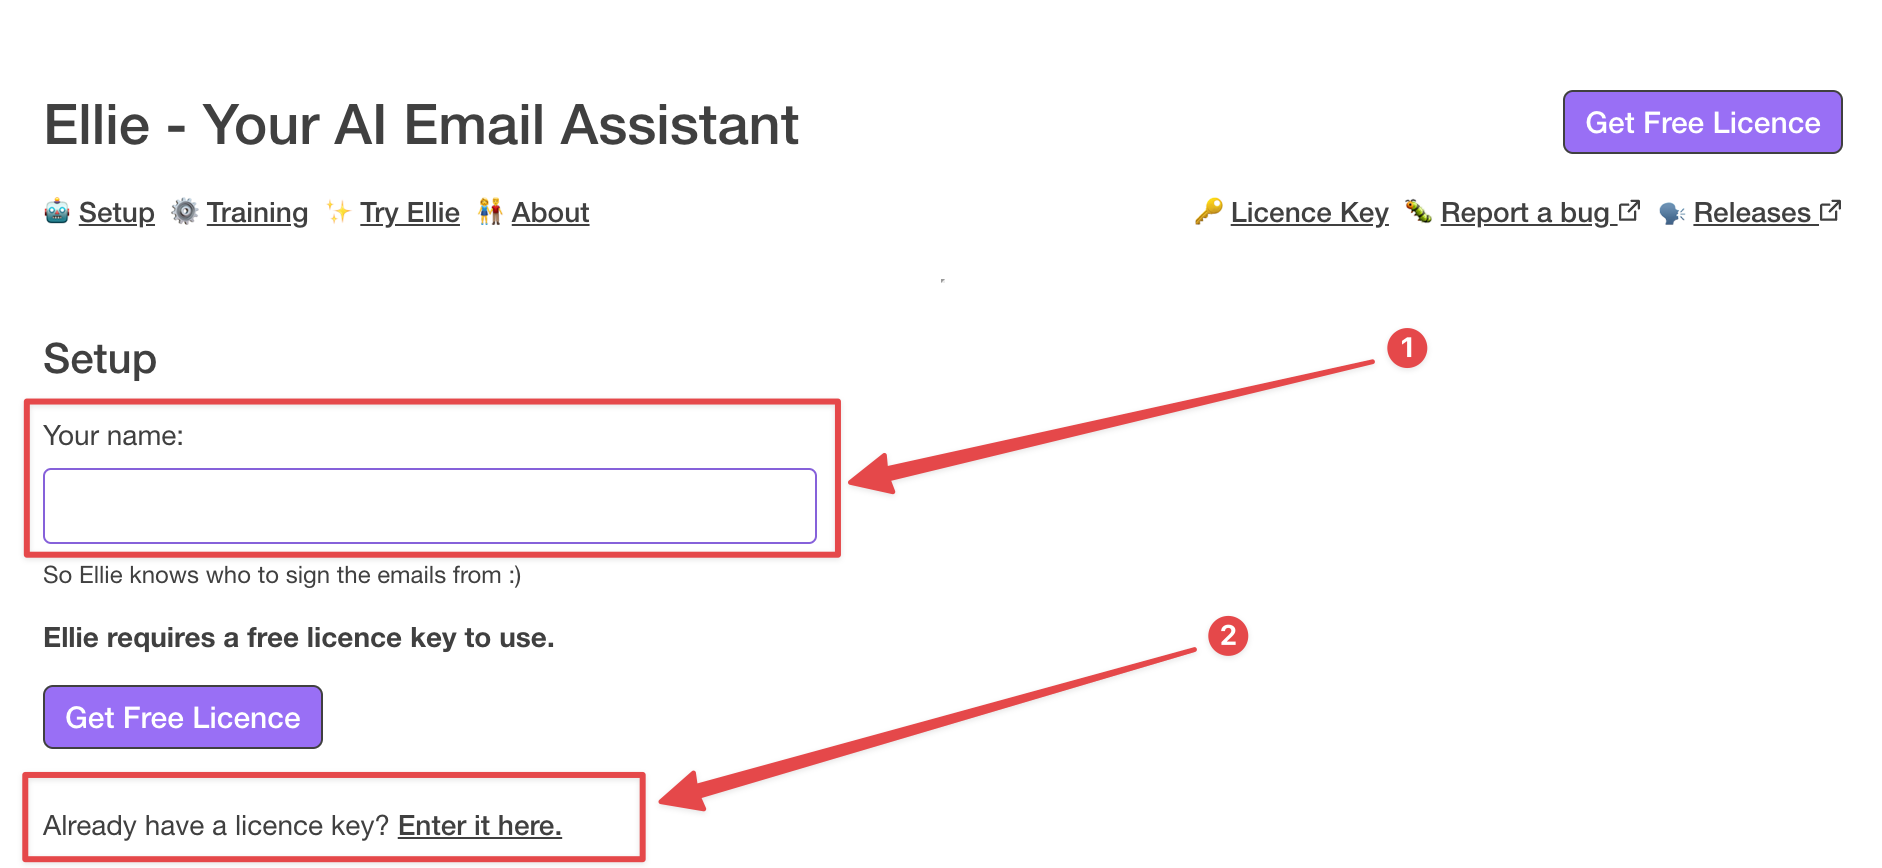 Ellie - Your AI Email Assistant
Get Free Licence
Setup Training Try Ellie About
Licence Key Report a bug Releases
Setup
1
Your name:
So Ellie knows who to sign the emails from :)
Ellie requires a free licence key to use.
2
Get Free Licence
Already have a licence key? Enter it here.